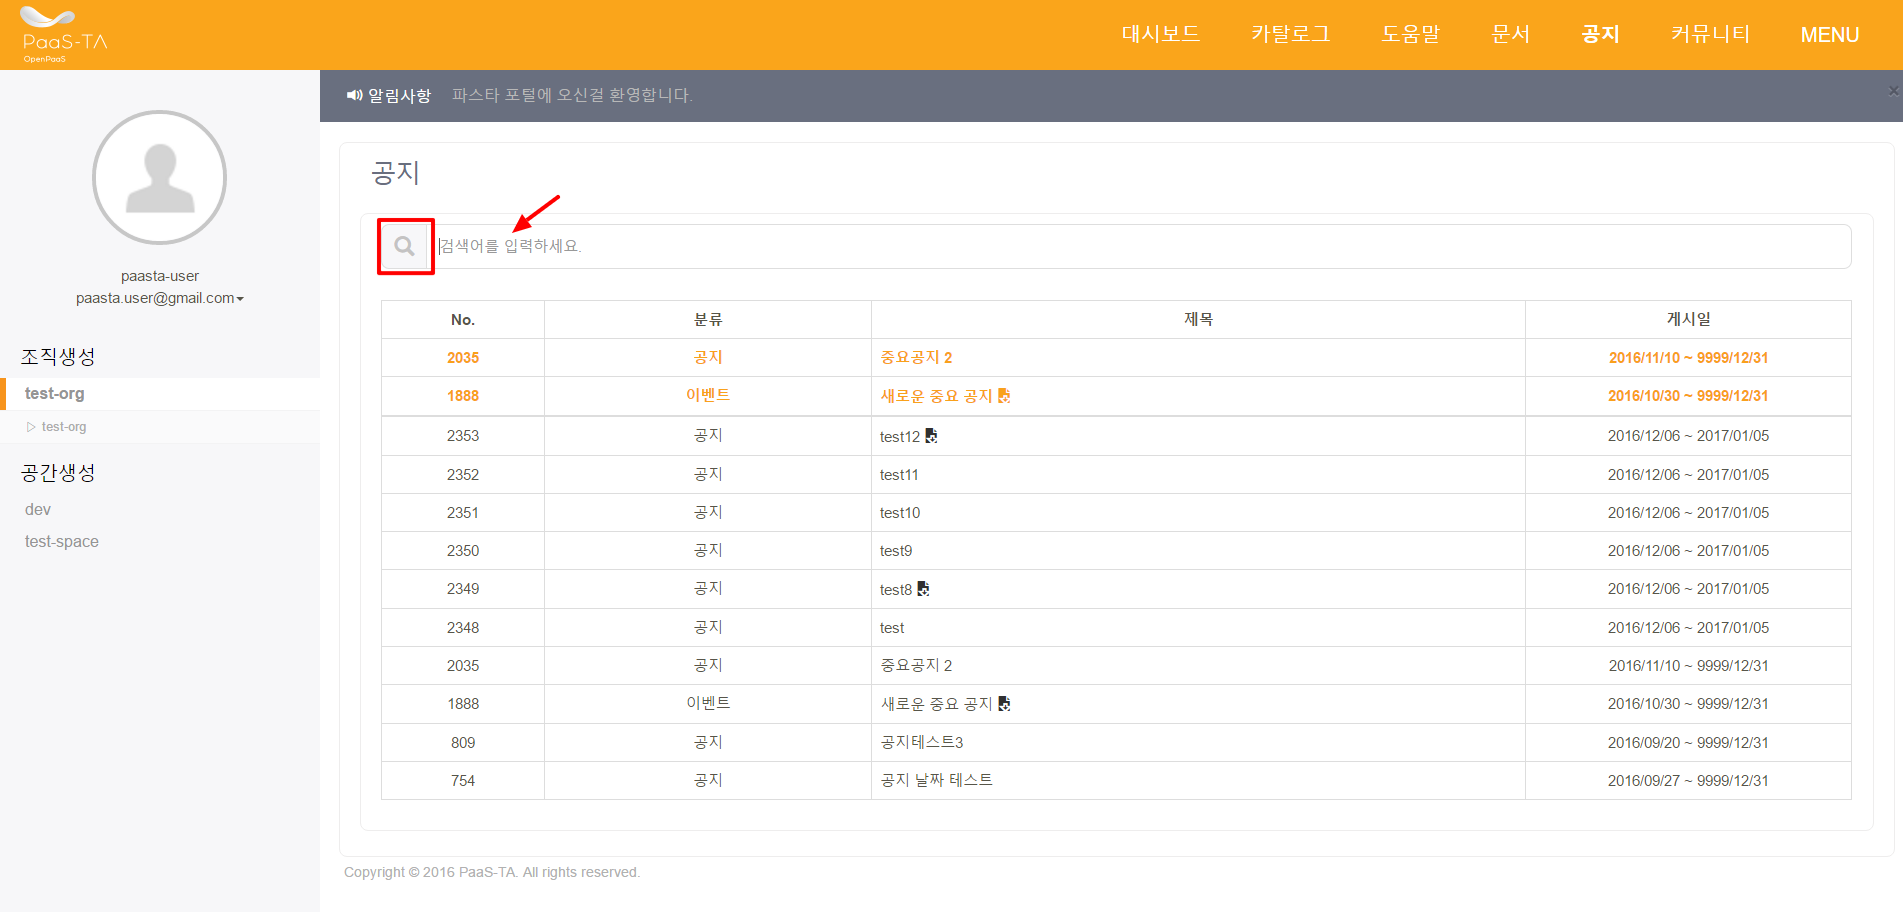 PaaS-TA
OpenPaaS
대시보드 카탈로그 도움말 문서 공지 커뮤니티 MENU
알림사항 파스타 포털에 오신걸 환영합니다. ×
paasta-user
paasta.user@gmail.com
조직생성
test-org
test-org
공간생성
dev
test-space
공지
검색어를 입력하세요.
No. 분류 제목 게시일
2035 공지 중요공지 2 2016/11/10 ~ 9999/12/31
1888 이벤트 새로운 중요 공지 2016/10/30 ~ 9999/12/31
2353 공지 test12 2016/12/06 ~ 2017/01/05
2352 공지 test11 2016/12/06 ~ 2017/01/05
2351 공지 test10 2016/12/06 ~ 2017/01/05
2350 공지 test9 2016/12/06 ~ 2017/01/05
2349 공지 test8 2016/12/06 ~ 2017/01/05
2348 공지 test 2016/12/06 ~ 2017/01/05
2035 공지 중요공지 2 2016/11/10 ~ 9999/12/31
1888 이벤트 새로운 중요 공지 2016/10/30 ~ 9999/12/31
809 공지 공지테스트3 2016/09/20 ~ 9999/12/31
754 공지 공지 날짜 테스트 2016/09/27 ~ 9999/12/31
Copyright © 2016 PaaS-TA. All rights reserved.